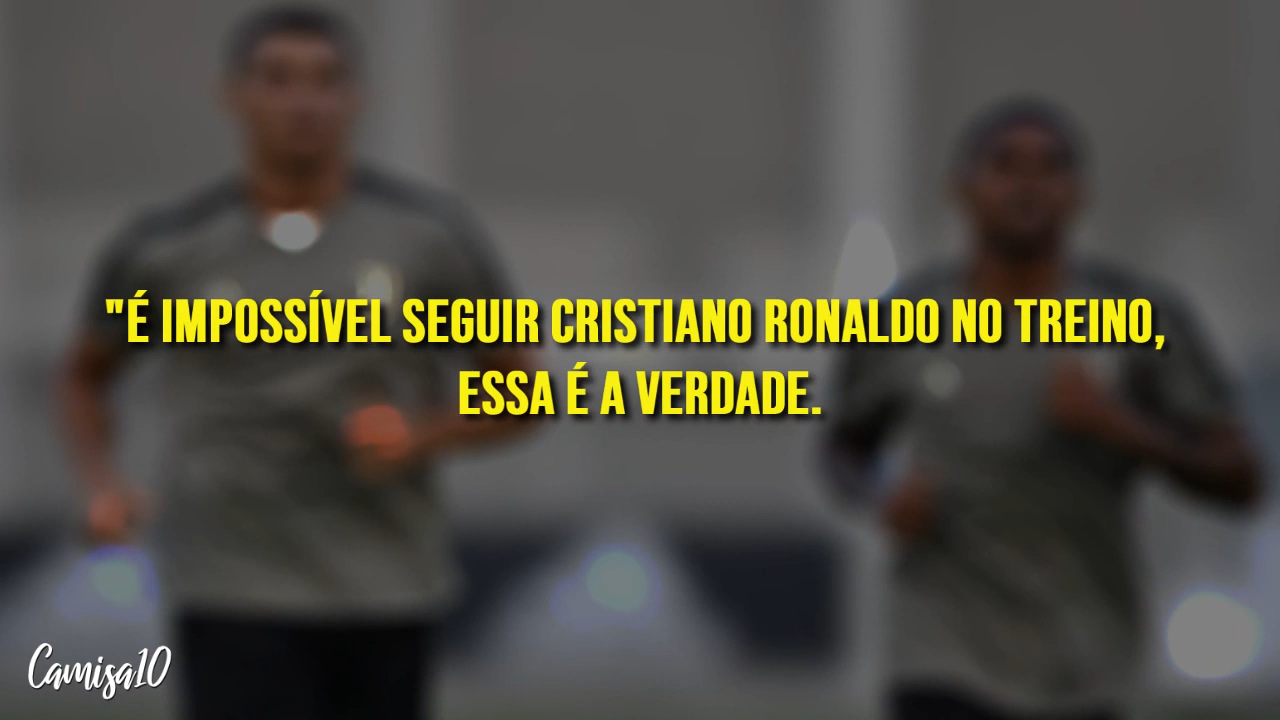 "É IMPOSSÍVEL SEGUIR CRISTIANO RONALDO NO TREINO,
ESSA É A VERDADE.
Camisa10